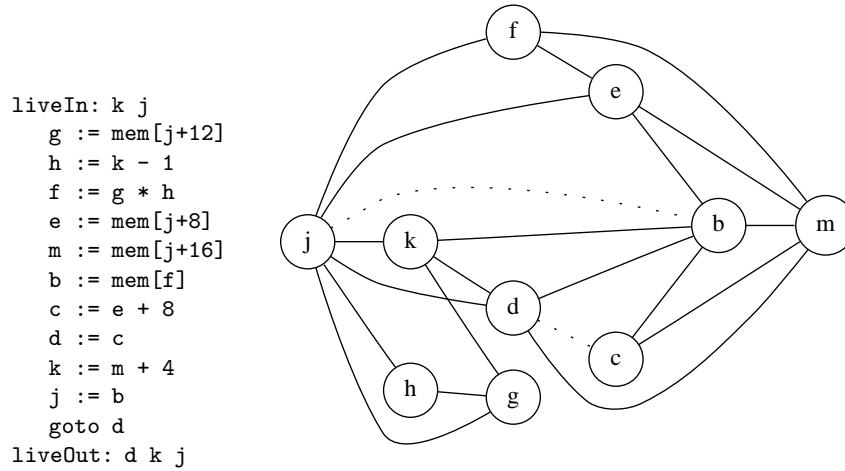 liveIn: k j
g := mem[j+12]
h := k - 1
f := g * h
e := mem[j+8]
m := mem[j+16]
b := mem[f]
c := e + 8
d := c
k := m + 4
j := b
goto d
liveOut: d k j
f
e
j
k
b
m
d
c
h
g